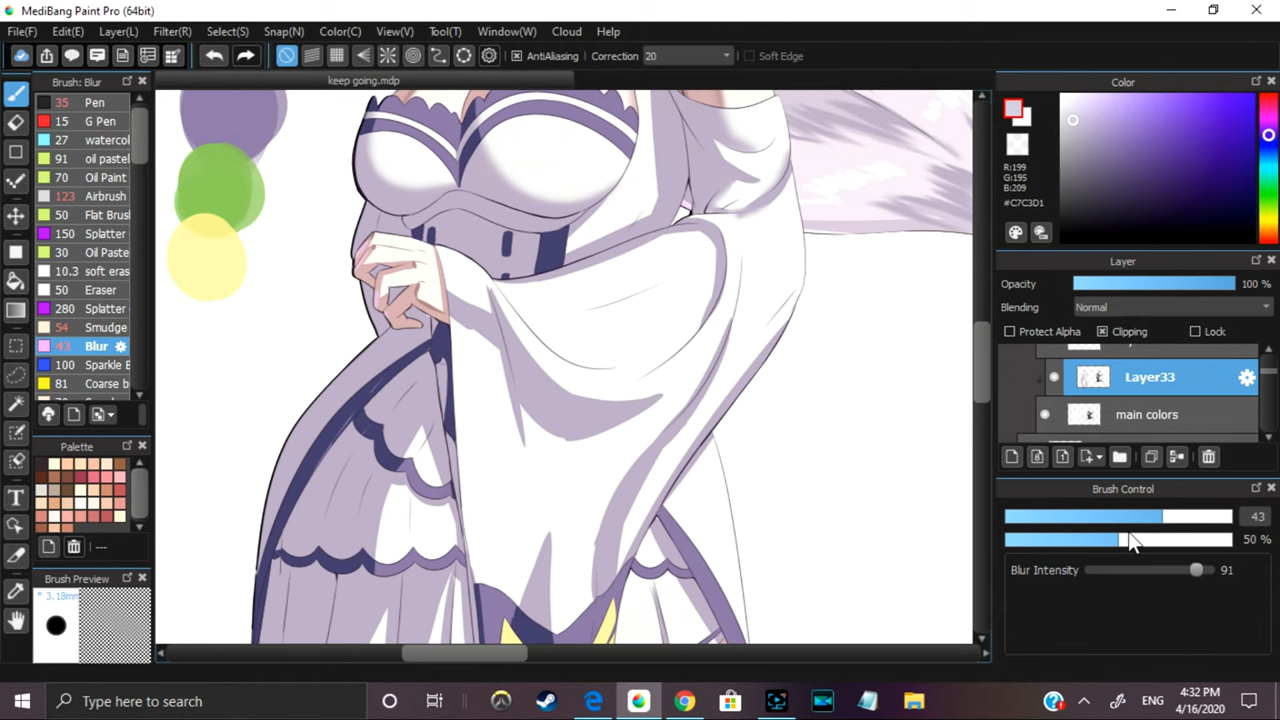 MediBang Paint Pro (64bit)
File(F) Edit(E) Layer(L) Filter(R) Select(S) Snap(N) Color(C) View(V) Tool(T) Window(W) Cloud Help
AntiAliasing Correction 20 Soft Edge
Brush: Blur
keep going.mdp
35 Pen
15 G Pen
27 watercol
91 oil pastel
70 Oil Paint
123 Airbrush
50 Flat Brus
150 Splatter
30 Oil Paste
10.3 soft eras
50 Eraser
280 Splatter
54 Smudge
43 Blur
100 Sparkle B
81 Coarse b
Palette
---
Brush Preview
* 3.18mm
Color
R:199
G:195
B:209
#C7C3D1
Layer
Opacity 100 %
Blending Normal
Protect Alpha Clipping Lock
Layer33
main colors
Brush Control
43
50 %
Blur Intensity 91
Type here to search
ENG
4:32 PM
4/16/2020